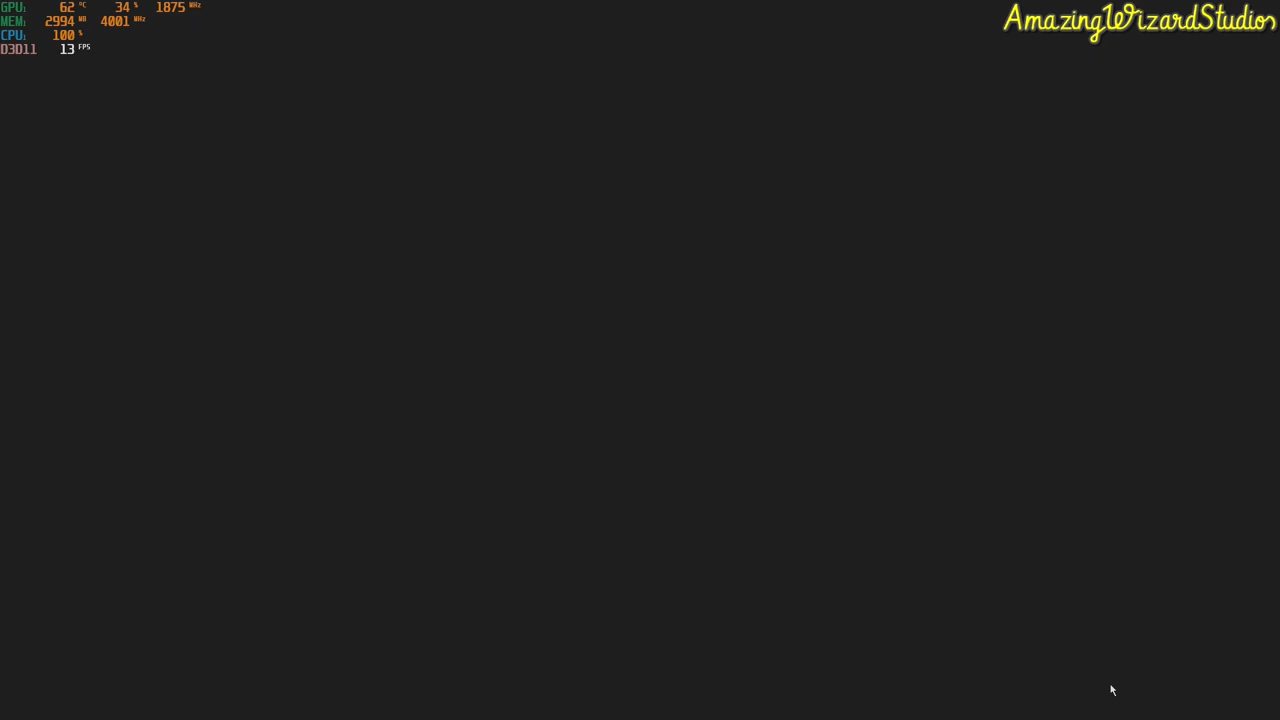 GPU: 62 °C 34 % 1875 MHz
MEM: 2994 MB 4001 MHz
CPU: 100 %
D3D11 13 FPS
AmazingWizardStudios